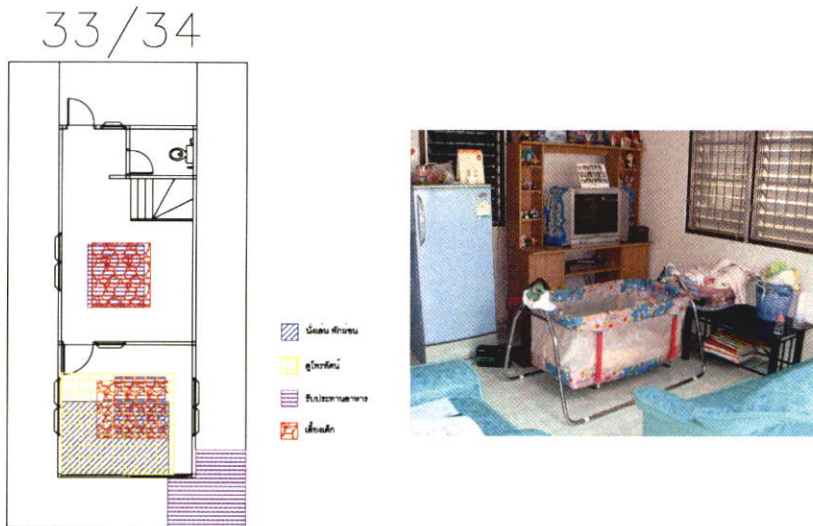 33/34
นั่งเล่น พักผ่อน
ดูโทรทัศน์
รับประทานอาหาร
เลี้ยงเด็ก